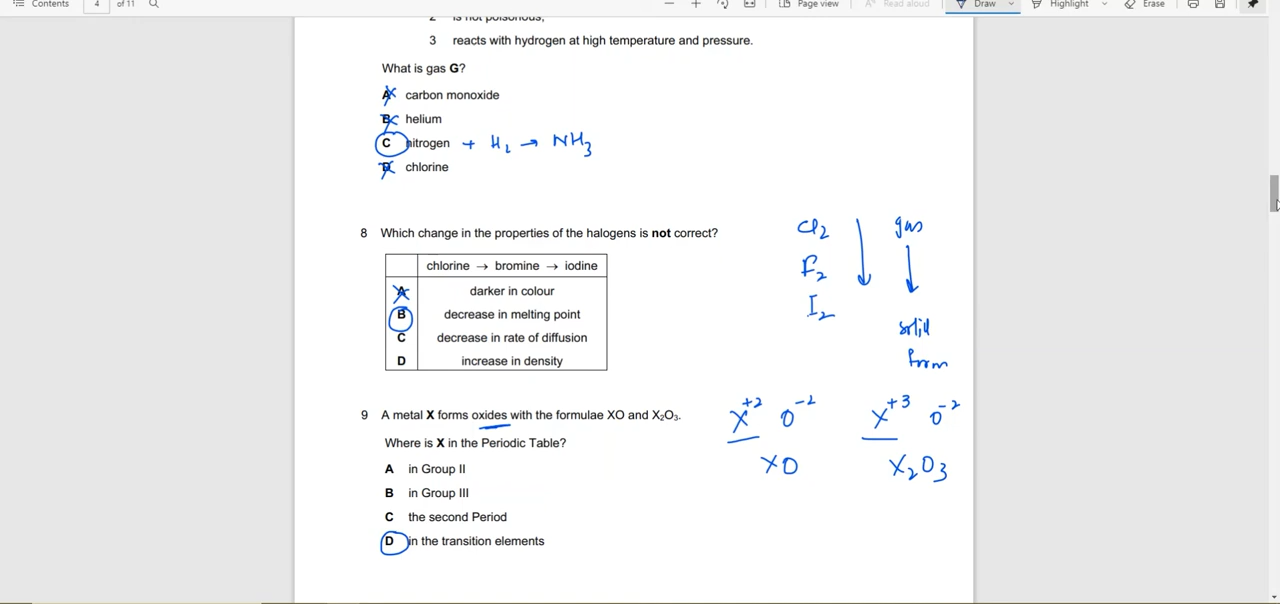 Contents 4 of 11 Page view Read aloud Draw Highlight Erase
2 is not poisonous,
3 reacts with hydrogen at high temperature and pressure.
What is gas G?
A carbon monoxide
B helium
C nitrogen + H2 → NH3
D chlorine
8 Which change in the properties of the halogens is not correct?
chlorine → bromine → iodine
A darker in colour
B decrease in melting point
C decrease in rate of diffusion
D increase in density
Cl2
F2
I2
gas
solid
form
9 A metal X forms oxides with the formulae XO and X2O3.
X+2 O-2 X+3 O-2
XO X2O3
Where is X in the Periodic Table?
A in Group II
B in Group III
C the second Period
D in the transition elements